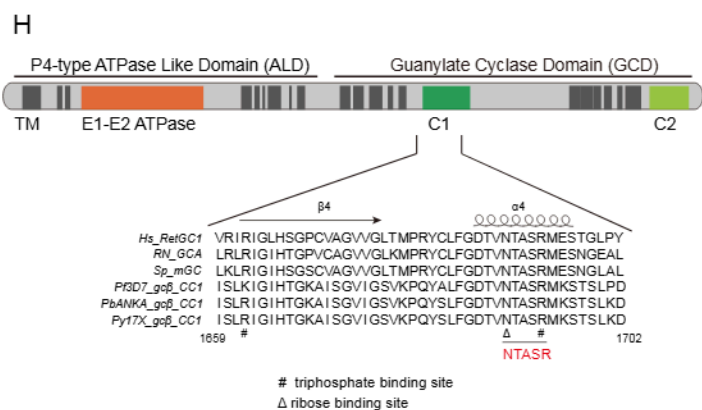 H
P4-type ATPase Like Domain (ALD) Guanylate Cyclase Domain (GCD)
TM E1-E2 ATPase C1 C2
β4 α4
Hs_RetGC1 VRIRIGLHSGPCVAGVVGLTMPRYCLFGDTVNTASRMESTGLPY
RN_GCA LRLRIGIHTGPVCAGVVGLKMPRYCLFGDTVNTASRMESNGEAL
Sp_mGC LKLRIGIHSGSCVAGVVGLTMPRYCLFGDTVNTASRMESNGLAL
Pf3D7_gcβ_CC1 ISLKIGIHTGKAISGVIGSVKPQYALFGDTVNTASRMKSTSLPD
PbANKA_gcβ_CC1 ISLRIGIHTGKAISGVIGSVKPQYSLFGDTVNTASRMKSTSLKD
Py17X_gcβ_CC1 ISLRIGIHTGKAISGVIGSVKPQYSLFGDTVNTASRMKSTSLKD
1659 # Δ # 1702
NTASR
# triphosphate binding site
Δ ribose binding site